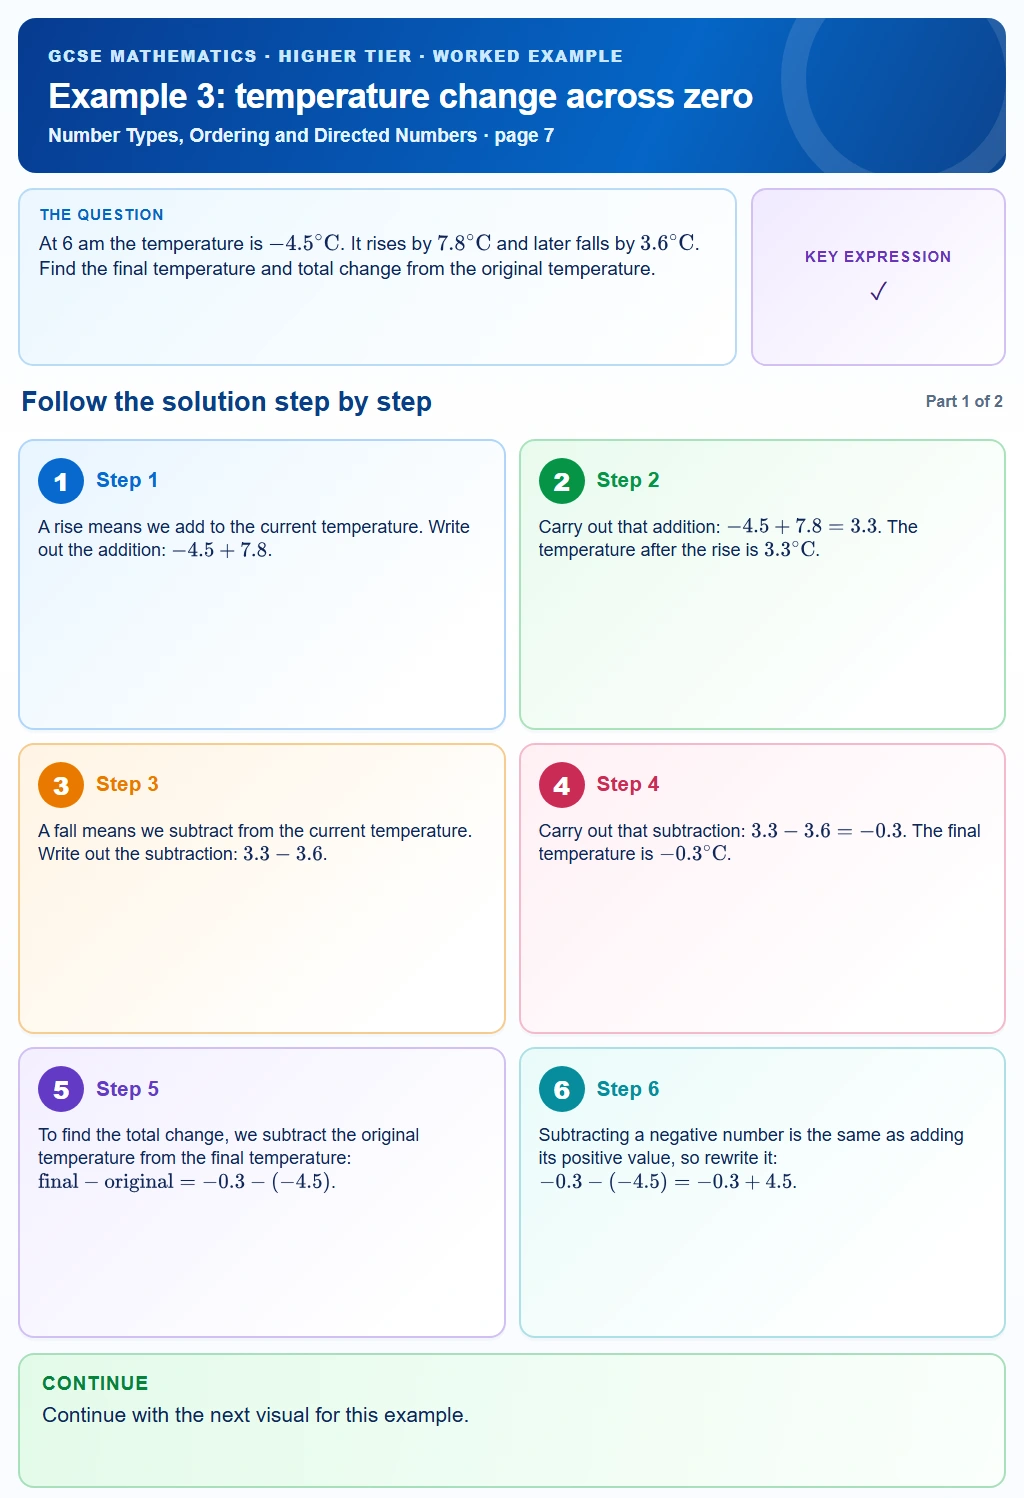 GCSE MATHEMATICS · HIGHER TIER · WORKED EXAMPLE
Example 3: temperature change across zero
Number Types, Ordering and Directed Numbers · page 7
THE QUESTION
At 6 am the temperature is −4.5°C. It rises by 7.8°C and later falls by 3.6°C.
Find the final temperature and total change from the original temperature.
KEY EXPRESSION
✓
Follow the solution step by step
Part 1 of 2
1 Step 1
A rise means we add to the current temperature. Write
out the addition: −4.5 + 7.8.
2 Step 2
Carry out that addition: −4.5 + 7.8 = 3.3. The
temperature after the rise is 3.3°C.
3 Step 3
A fall means we subtract from the current temperature.
Write out the subtraction: 3.3 − 3.6.
4 Step 4
Carry out that subtraction: 3.3 − 3.6 = −0.3. The final
temperature is −0.3°C.
5 Step 5
To find the total change, we subtract the original
temperature from the final temperature:
final − original = −0.3 − (−4.5).
6 Step 6
Subtracting a negative number is the same as adding
its positive value, so rewrite it:
−0.3 − (−4.5) = −0.3 + 4.5.
CONTINUE
Continue with the next visual for this example.